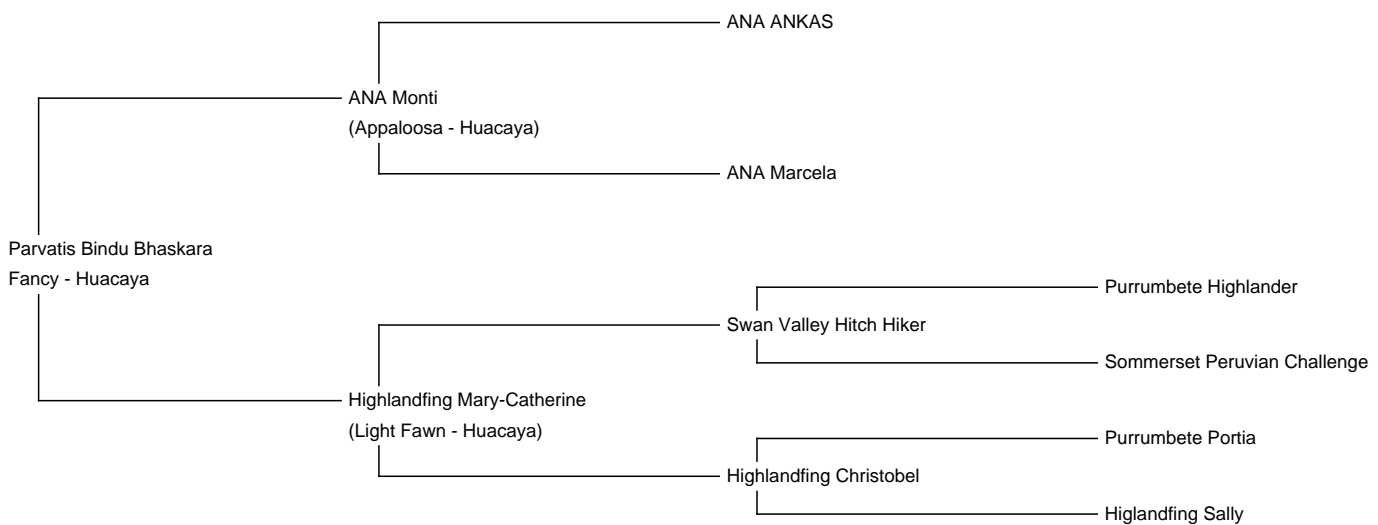 ANA ANKAS
ANA Monti
(Appaloosa - Huacaya)
ANA Marcela
Parvatis Bindu Bhaskara
Fancy - Huacaya
Purrumbete Highlander
Swan Valley Hitch Hiker
Sommerset Peruvian Challenge
Highlandfing Mary-Catherine
(Light Fawn - Huacaya)
Purrumbete Portia
Highlandfing Christobel
Higlandfing Sally